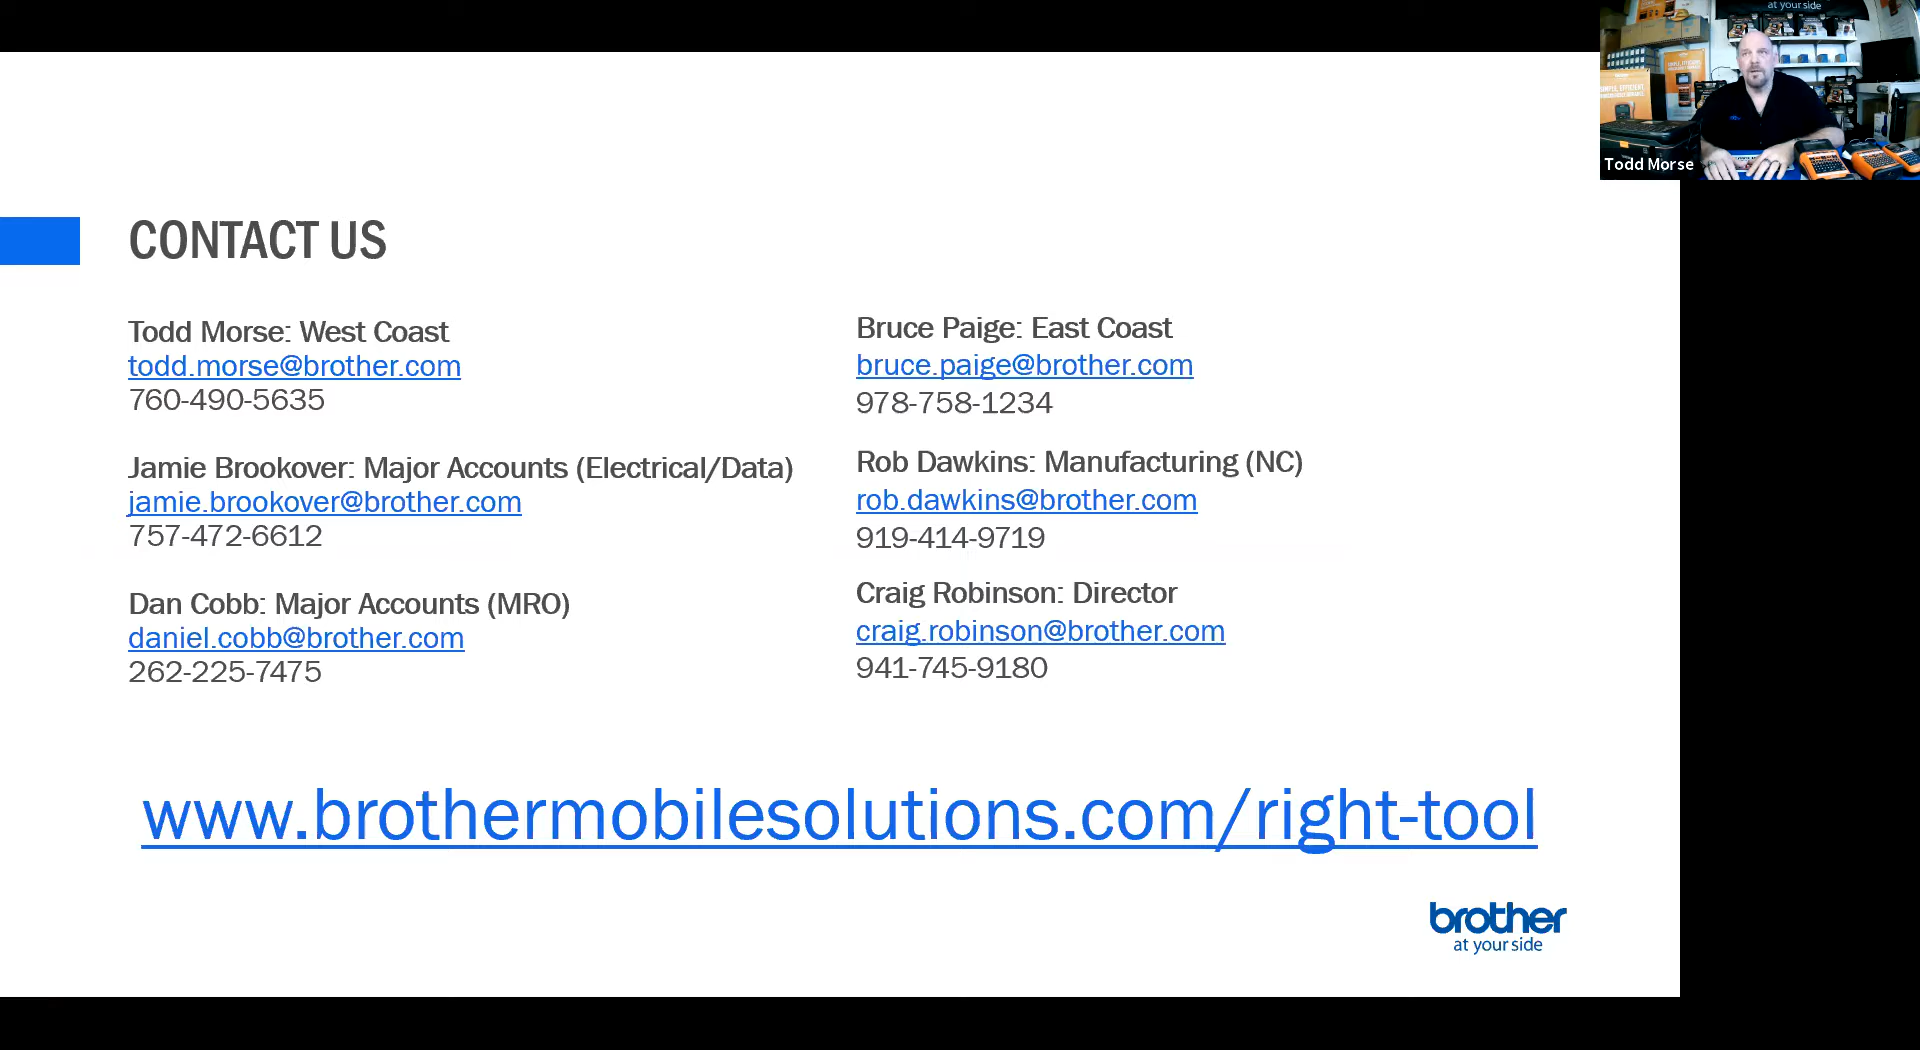 at your side
SIMPLE, EFFICIENT,
Todd Morse
CONTACT US
Todd Morse: West Coast
todd.morse@brother.com
760-490-5635
Jamie Brookover: Major Accounts (Electrical/Data)
jamie.brookover@brother.com
757-472-6612
Dan Cobb: Major Accounts (MRO)
daniel.cobb@brother.com
262-225-7475
Bruce Paige: East Coast
bruce.paige@brother.com
978-758-1234
Rob Dawkins: Manufacturing (NC)
rob.dawkins@brother.com
919-414-9719
Craig Robinson: Director
craig.robinson@brother.com
941-745-9180
www.brothermobilesolutions.com/right-tool
brother
at your side